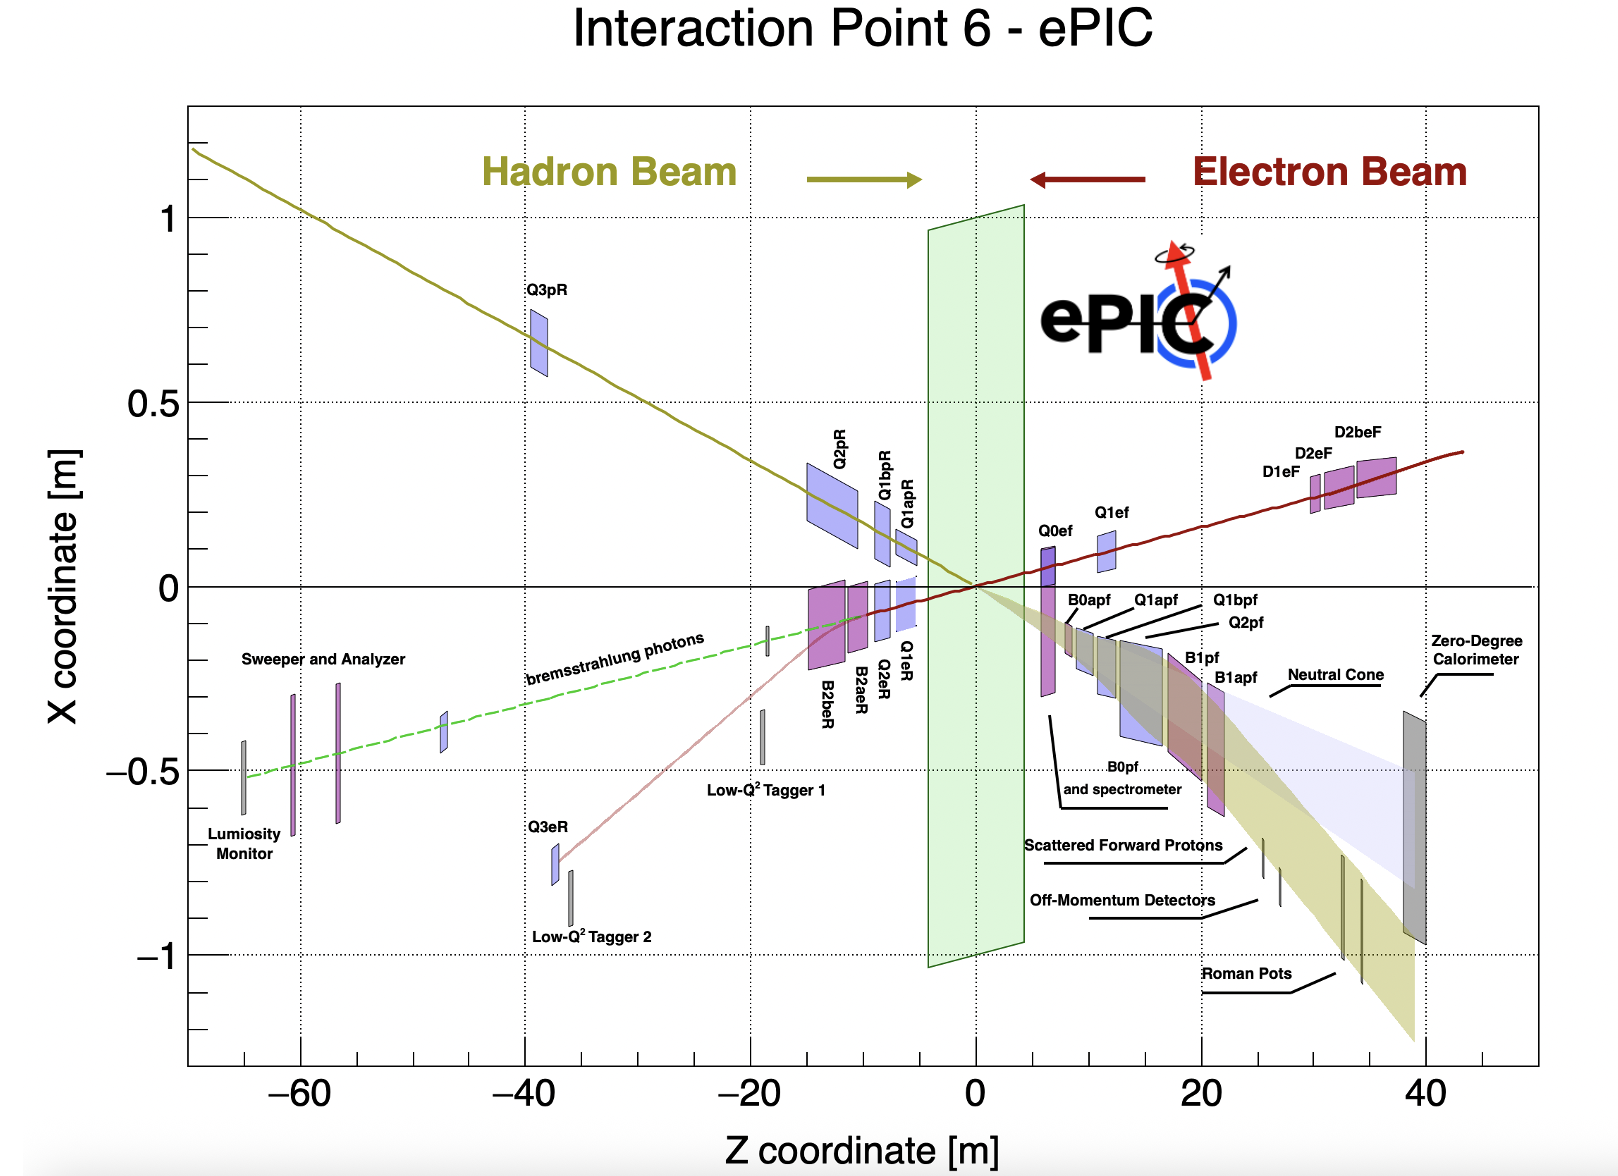 Interaction Point 6 - ePIC
Hadron Beam
Electron Beam
ePIC
Q3pR
Q2pR
Q1bpR
Q1apR
D2beF
D2eF
D1eF
Q1ef
Q0ef
B0apf
Q1apf
Q1bpf
Q2pf
B1pf
B1apf
Neutral Cone
Zero-Degree
Calorimeter
Sweeper and Analyzer
bremsstrahlung photons
B2beR
B2aeR
Q2eR
Q1eR
B0pf
and spectrometer
Low-Q² Tagger 1
Lumiosity
Monitor
Q3eR
Low-Q² Tagger 2
Scattered Forward Protons
Off-Momentum Detectors
Roman Pots
1
0.5
0
−0.5
−1
X coordinate [m]
−60
−40
−20
0
20
40
Z coordinate [m]